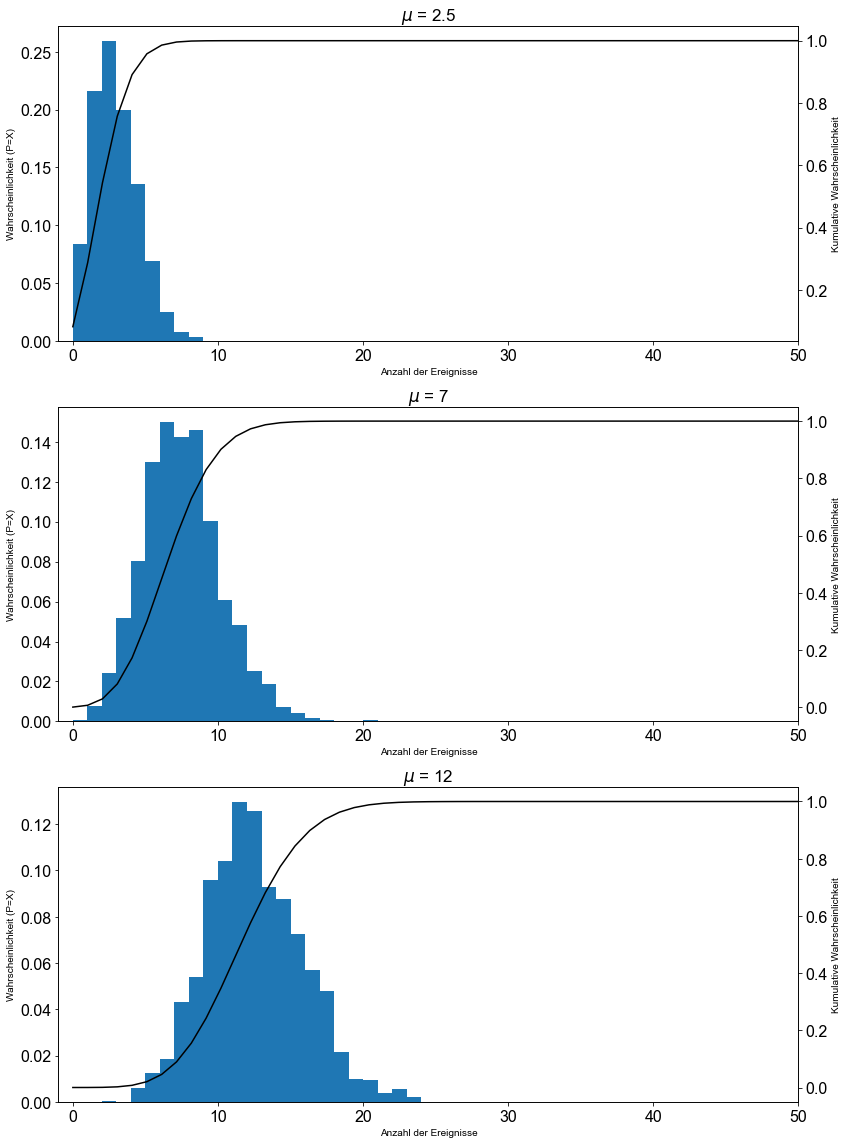 μ = 2.5
0.25
0.20
0.15
0.10
0.05
0.00
Wahrscheinlichkeit (P=X)
1.0
0.8
0.6
0.4
0.2
Kumulative Wahrscheinlichkeit
0 10 20 30 40 50
Anzahl der Ereignisse
μ = 7
0.14
0.12
0.10
0.08
0.06
0.04
0.02
0.00
Wahrscheinlichkeit (P=X)
1.0
0.8
0.6
0.4
0.2
0.0
Kumulative Wahrscheinlichkeit
0 10 20 30 40 50
Anzahl der Ereignisse
μ = 12
0.12
0.10
0.08
0.06
0.04
0.02
0.00
Wahrscheinlichkeit (P=X)
1.0
0.8
0.6
0.4
0.2
0.0
Kumulative Wahrscheinlichkeit
0 10 20 30 40 50
Anzahl der Ereignisse